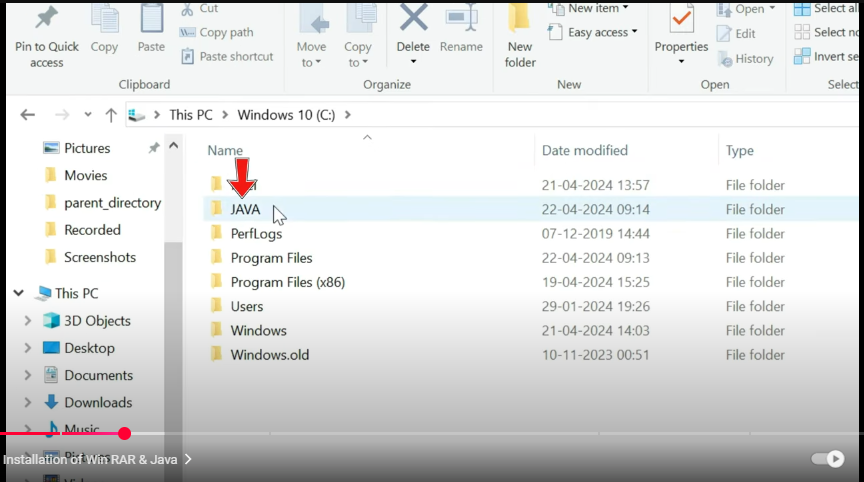 Cut
New item
Open
Select all
Pin to Quick access
Copy
Paste
Copy path
Paste shortcut
Move to
Copy to
Delete
Rename
New folder
Easy access
Properties
Edit
History
Select no
Invert se
Clipboard
Organize
New
Open
Select
This PC > Windows 10 (C:) >
Pictures
Movies
parent_directory
Recorded
Screenshots
This PC
3D Objects
Desktop
Documents
Downloads
Music
Name Date modified Type
21-04-2024 13:57 File folder
JAVA 22-04-2024 09:14 File folder
PerfLogs 07-12-2019 14:44 File folder
Program Files 22-04-2024 09:13 File folder
Program Files (x86) 19-04-2024 15:25 File folder
Users 29-01-2024 19:26 File folder
Windows 21-04-2024 14:03 File folder
Windows.old 10-11-2023 00:51 File folder
Installation of Win RAR & Java >